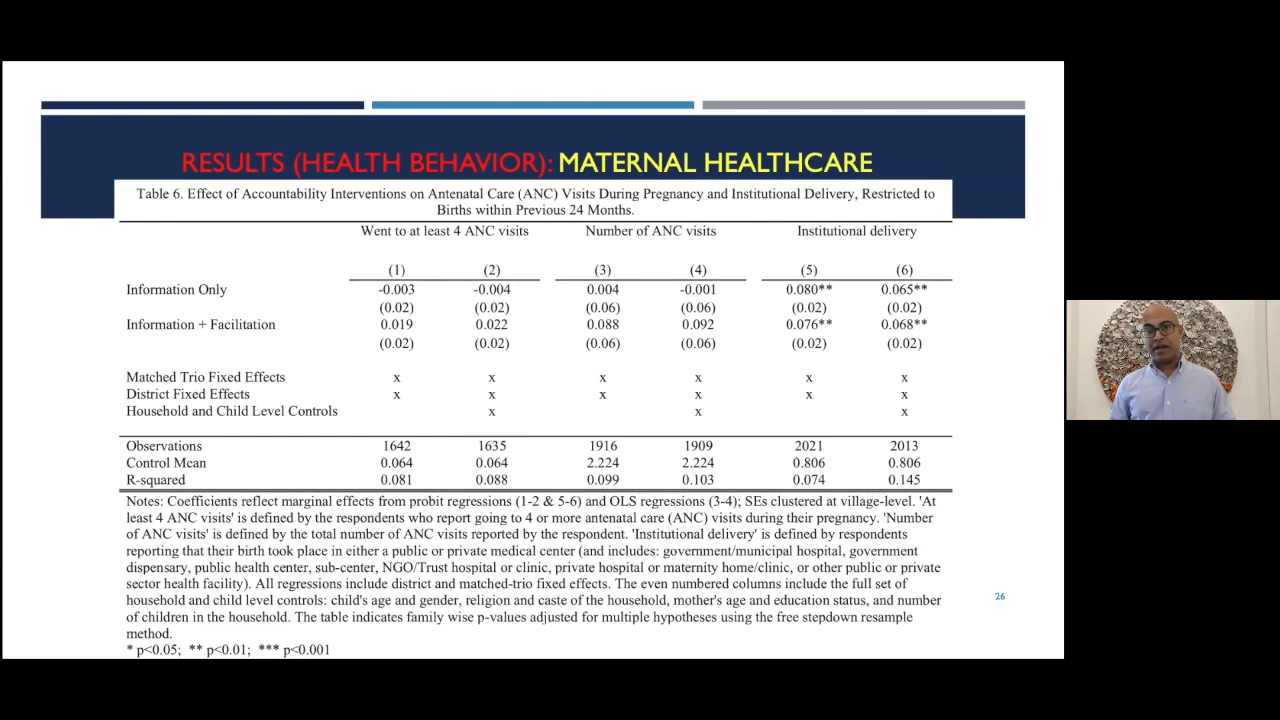 RESULTS (HEALTH BEHAVIOR): MATERNAL HEALTHCARE
Table 6. Effect of Accountability Interventions on Antenatal Care (ANC) Visits During Pregnancy and Institutional Delivery, Restricted to
Births within Previous 24 Months.
Went to at least 4 ANC visits Number of ANC visits Institutional delivery
(1) (2) (3) (4) (5) (6)
Information Only -0.003 -0.004 0.004 -0.001 0.080** 0.065**
(0.02) (0.02) (0.06) (0.06) (0.02) (0.02)
Information + Facilitation 0.019 0.022 0.088 0.092 0.076** 0.068**
(0.02) (0.02) (0.06) (0.06) (0.02) (0.02)
Matched Trio Fixed Effects x x x x x x
District Fixed Effects x x x x x x
Household and Child Level Controls x x x
Observations 1642 1635 1916 1909 2021 2013
Control Mean 0.064 0.064 2.224 2.224 0.806 0.806
R-squared 0.081 0.088 0.099 0.103 0.074 0.145
Notes: Coefficients reflect marginal effects from probit regressions (1-2 & 5-6) and OLS regressions (3-4); SEs clustered at village-level. 'At
least 4 ANC visits' is defined by the respondents who report going to 4 or more antenatal care (ANC) visits during their pregnancy. 'Number
of ANC visits' is defined by the total number of ANC visits reported by the respondent. 'Institutional delivery' is defined by respondents
reporting that their birth took place in either a public or private medical center (and includes: government/municipal hospital, government
dispensary, public health center, sub-center, NGO/Trust hospital or clinic, private hospital or maternity home/clinic, or other public or private
sector health facility). All regressions include district and matched-trio fixed effects. The even numbered columns include the full set of
household and child level controls: child's age and gender, religion and caste of the household, mother's age and education status, and number
of children in the household. The table indicates family wise p-values adjusted for multiple hypotheses using the free stepdown resample
method.
* p<0.05; ** p<0.01; *** p<0.001
26